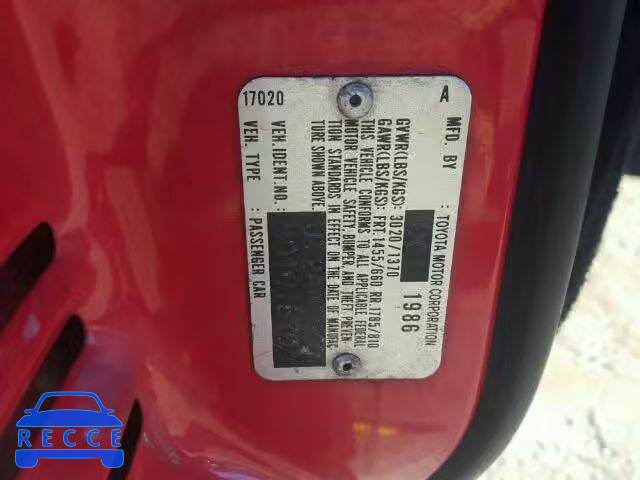 MFD. BY : TOYOTA MOTOR CORPORATION
A 1986
GVWR(LBS/KGS): 3020/1370
GAWR(LBS/KGS): FRT.1455/660 RR.1785/810
THIS VEHICLE CONFORMS TO ALL APPLICABLE FEDERAL
MOTOR VEHICLE SAFETY, BUMPER, AND THEFT PREVEN-
TION STANDARDS IN EFFECT ON THE DATE OF MANUFAC-
TURE SHOWN ABOVE.
VEH. IDENT. NO. :
VEH. TYPE : PASSENGER CAR
17020
RECCE